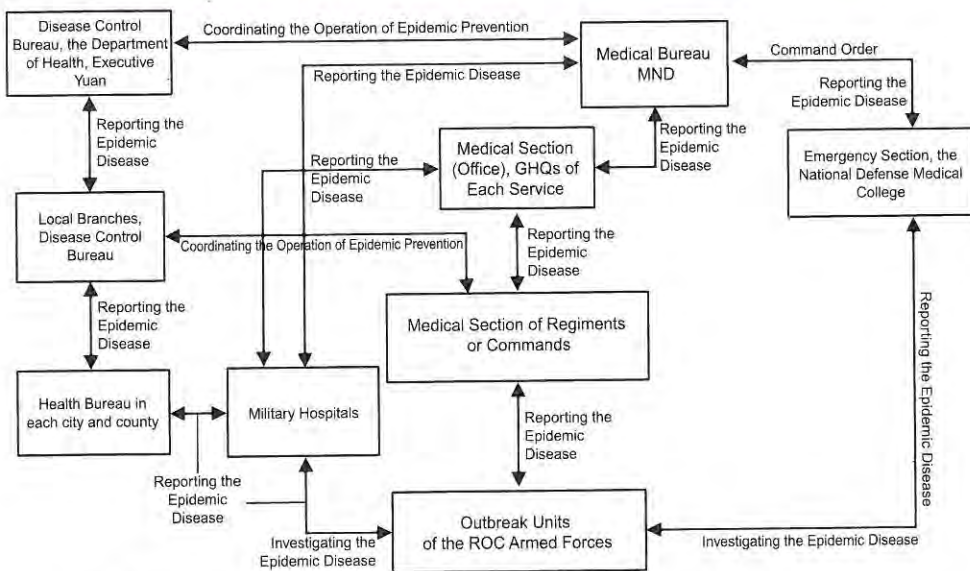 Disease Control
Bureau, the Department
of Health, Executive
Yuan
Coordinating the Operation of Epidemic Prevention
Reporting the Epidemic Disease
Medical Bureau
MND
Command Order
Reporting the
Epidemic Disease
Reporting the
Epidemic
Disease
Medical Section
(Office), GHQs of
Each Service
Reporting the
Epidemic
Disease
Reporting the
Epidemic
Disease
Emergency Section, the
National Defense Medical
College
Local Branches,
Disease Control
Bureau
Coordinating the Operation of Epidemic Prevention
Reporting the
Epidemic
Disease
Reporting the
Epidemic
Disease
Medical Section of Regiments
or Commands
Reporting the Epidemic Disease
Health Bureau in
each city and county
Military Hospitals
Reporting the
Epidemic
Disease
Reporting the
Epidemic
Disease
Investigating the
Epidemic Disease
Outbreak Units
of the ROC Armed Forces
Investigating the Epidemic Disease